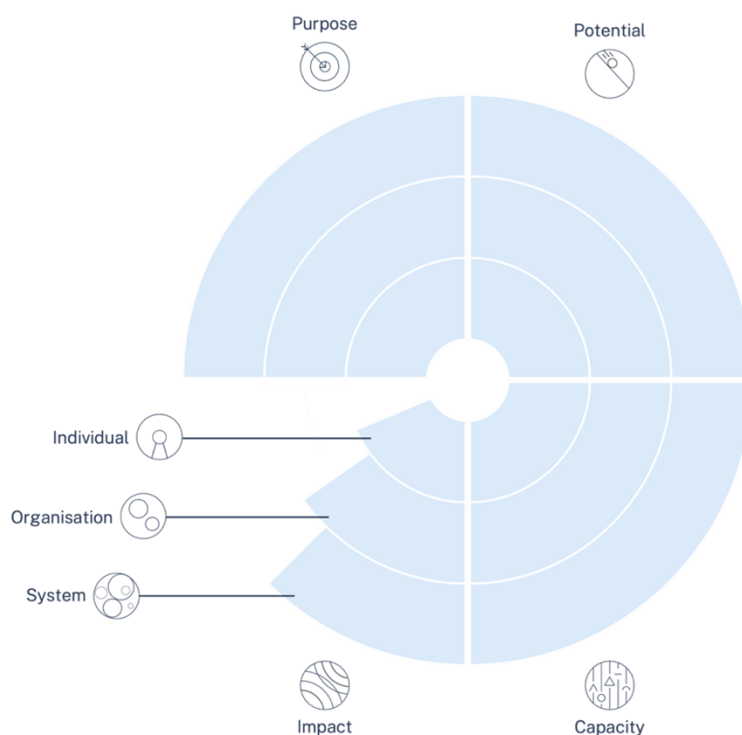 Purpose
Potential
Individual
Organisation
System
Impact
Capacity